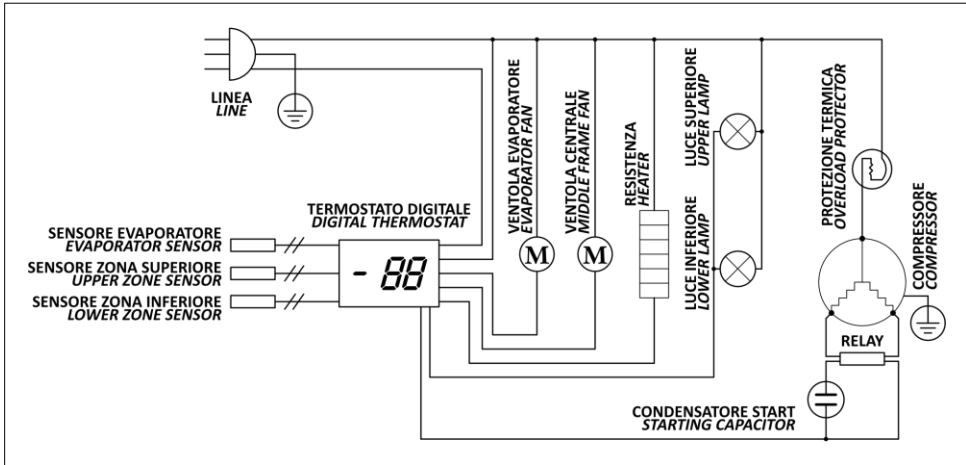 LINEA
LINE
SENSORE EVAPORATORE
EVAPORATOR SENSOR
SENSORE ZONA SUPERIORE
UPPER ZONE SENSOR
SENSORE ZONA INFERIORE
LOWER ZONE SENSOR
TERMOSTATO DIGITALE
DIGITAL THERMOSTAT
- 88
VENTOLA EVAPORATORE
EVAPORATOR FAN
M
VENTOLA CENTRALE
MIDDLE FRAME FAN
M
RESISTENZA
HEATER
LUCE SUPERIORE
UPPER LAMP
LUCE INFERIORE
LOWER LAMP
PROTEZIONE TERMICA
OVERLOAD PROTECTOR
COMPRESSORE
COMPRESSOR
RELAY
CONDENSATORE START
STARTING CAPACITOR